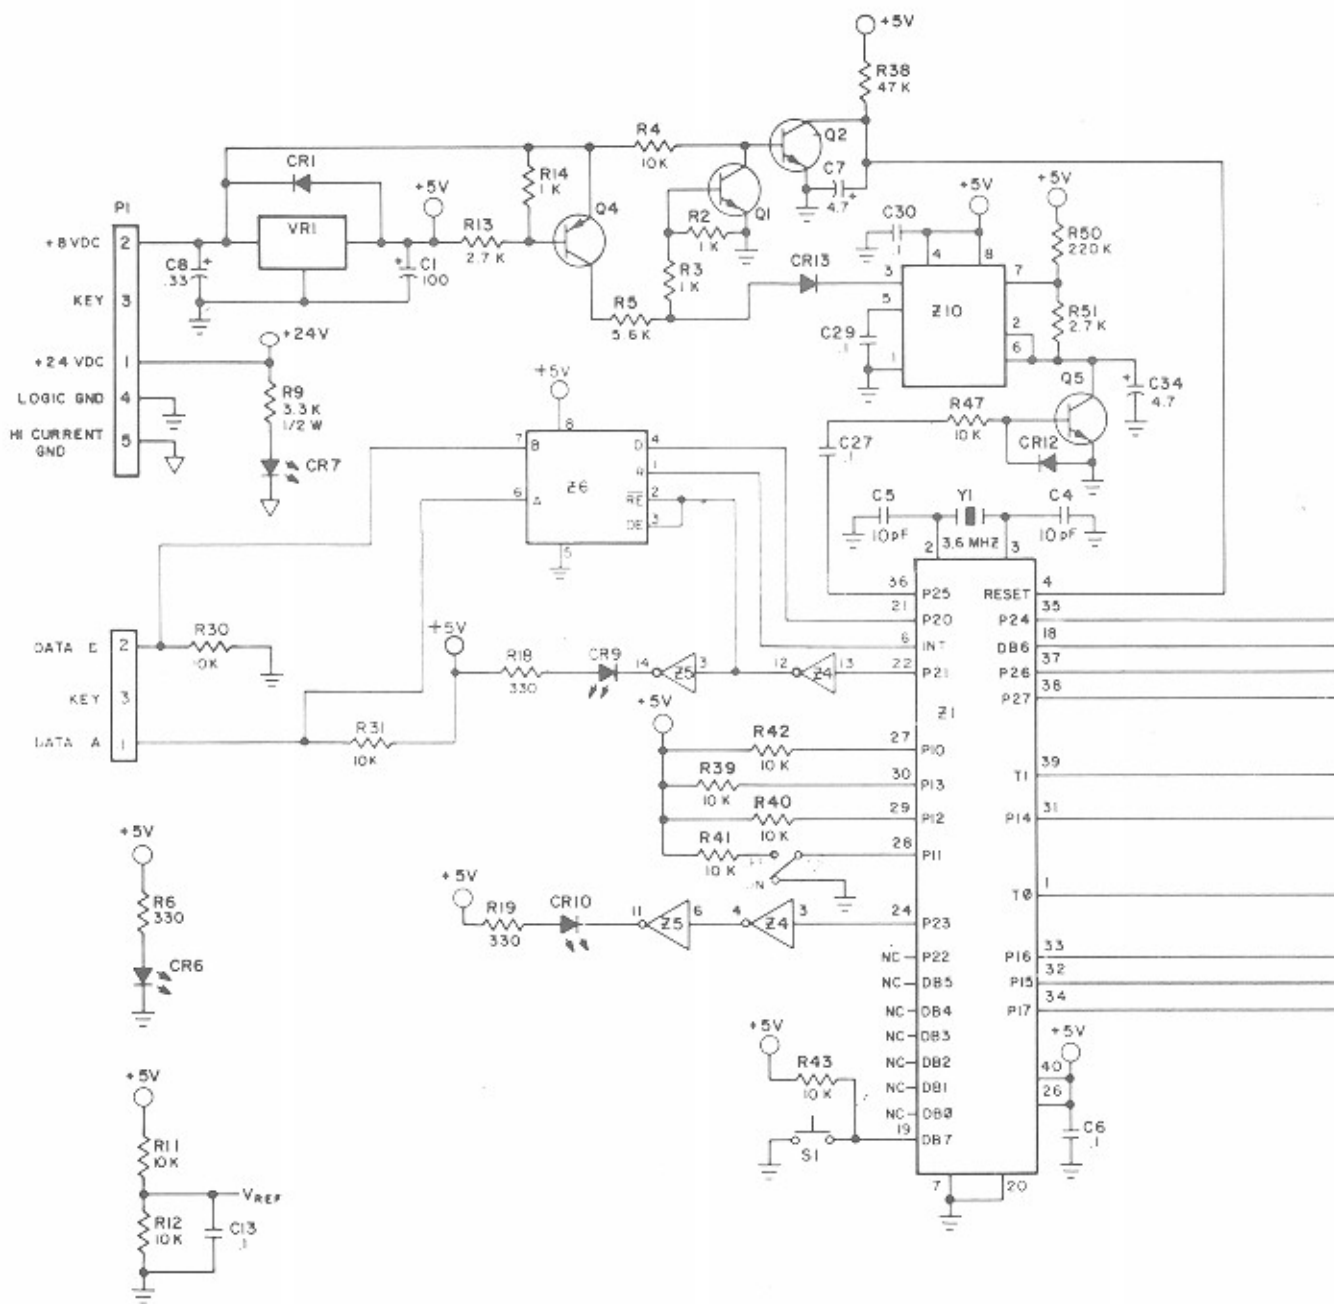 +5V
R38
47K
R4
10K
Q2
C7
4.7
+
CR1
R14
1K
Q4
Q1
R2
1K
+5V
+5V
+5V
P1
+8VDC
2
VR1
R13
2.7K
C8
.33
+
C1
100
+
R3
1K
CR13
C30
.1
R50
220K
4
8
3
7
KEY
3
R5
5.6K
5
Z10
R51
2.7K
2
C29
.1
1
6
+24V
+24 VDC
1
LOGIC GND
4
R9
3.3K
1/2 W
HI CURRENT
GND
5
CR7
+5V
8
7
B
D
4
R
1
Z6
6
A
RE
2
DE
3
5
Q5
+
C34
4.7
R47
10K
C27
.1
CR12
C5
10pF
Y1
3.6 MHZ
C4
10pF
2
3
36
P25
RESET
4
21
P20
P24
35
6
INT
DB6
18
22
P21
P26
37
P27
38
Z1
DATA
2
R30
10K
KEY
3
DATA A
1
R31
10K
+5V
R18
330
CR9
14
Z5
3
12
Z4
13
+5V
R42
10K
27
P10
R39
10K
30
P13
T1
39
R40
10K
29
P12
P14
31
R41
10K
28
P11
T0
1
+5V
R19
330
CR10
11
Z5
6
4
Z4
3
24
P23
NC
P22
P16
33
NC
DB5
P15
32
NC
DB4
P17
34
NC
DB3
NC
DB2
NC
DB1
NC
DB0
19
DB7
+5V
R6
330
CR6
+5V
R43
10K
S1
+5V
40
26
C6
.1
7
20
+5V
R11
10K
VREF
R12
10K
C13
.1